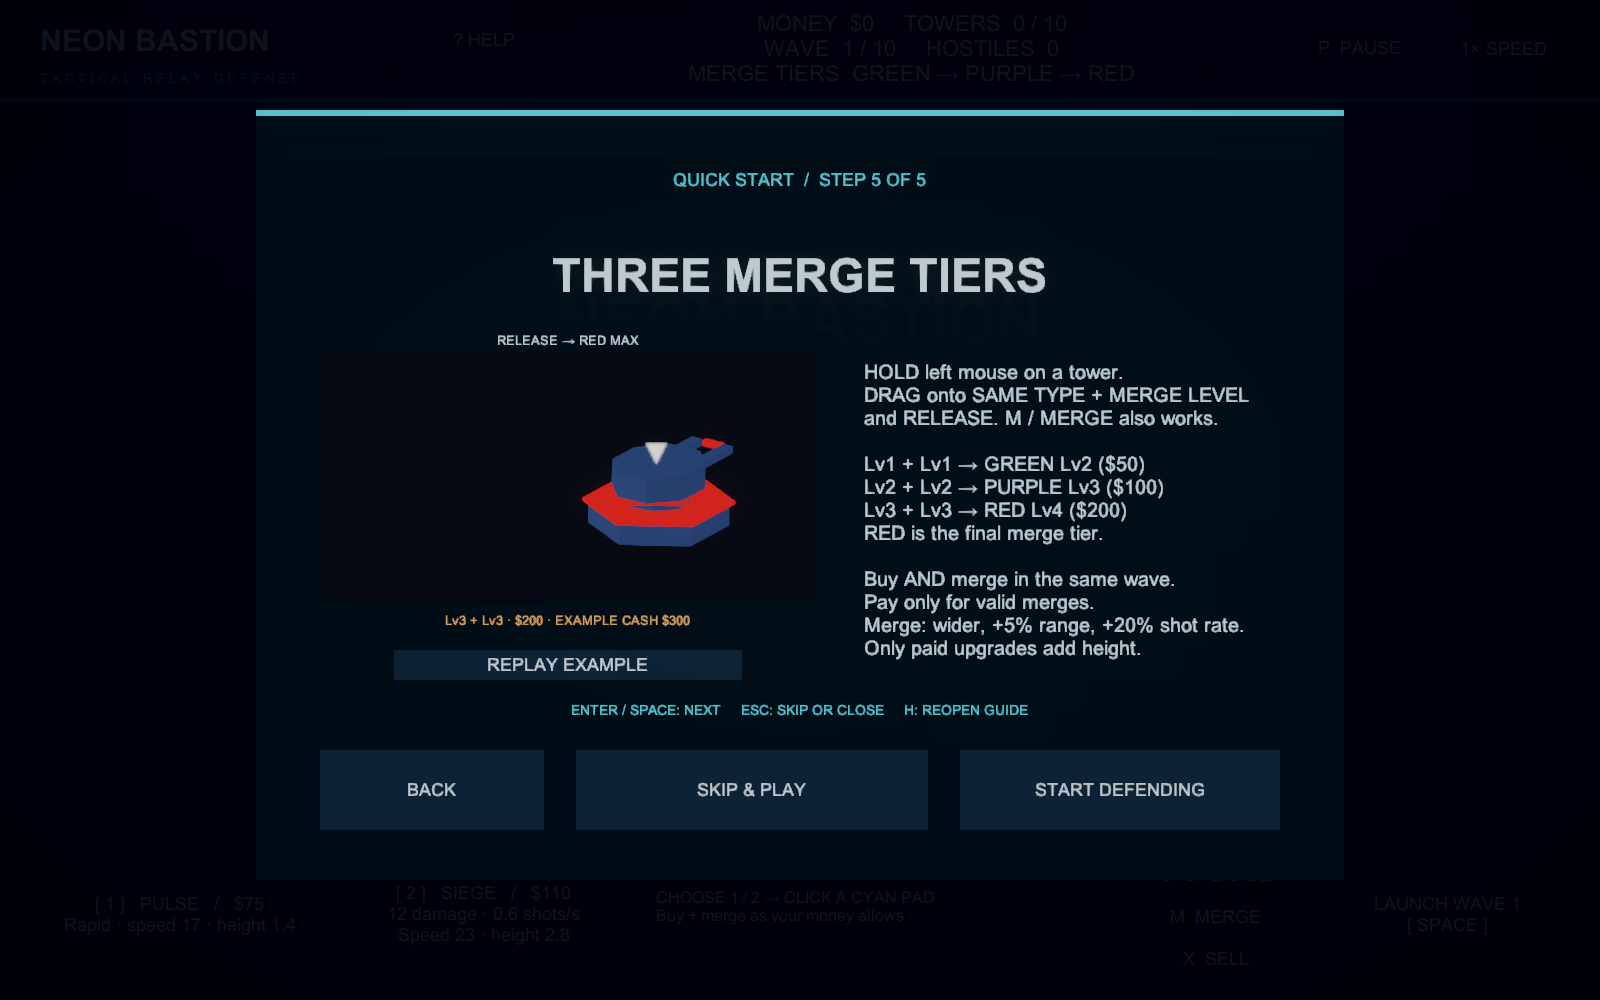 NEON BASTION
TACTICAL RELAY DEFENSE
? HELP
MONEY $0 TOWERS 0 / 10
WAVE 1 / 10 HOSTILES 0
MERGE TIERS GREEN → PURPLE → RED
P PAUSE
1× SPEED
QUICK START / STEP 5 OF 5
THREE MERGE TIERS
NEON BASTION
RELEASE → RED MAX
HOLD left mouse on a tower.
DRAG onto SAME TYPE + MERGE LEVEL
and RELEASE. M / MERGE also works.
Lv1 + Lv1 → GREEN Lv2 ($50)
Lv2 + Lv2 → PURPLE Lv3 ($100)
Lv3 + Lv3 → RED Lv4 ($200)
RED is the final merge tier.
Buy AND merge in the same wave.
Pay only for valid merges.
Merge: wider, +5% range, +20% shot rate.
Only paid upgrades add height.
Lv3 + Lv3 · $200 · EXAMPLE CASH $300
REPLAY EXAMPLE
ENTER / SPACE: NEXT ESC: SKIP OR CLOSE H: REOPEN GUIDE
BACK
SKIP & PLAY
START DEFENDING
[ 1 ] PULSE / $75
Rapid · speed 17 · height 1.4
[ 2 ] SIEGE / $110
12 damage · 0.6 shots/s
Speed 23 · height 2.8
CHOOSE 1 / 2 → CLICK A CYAN PAD
Buy + merge as your money allows
M MERGE
X SELL
LAUNCH WAVE 1
[ SPACE ]